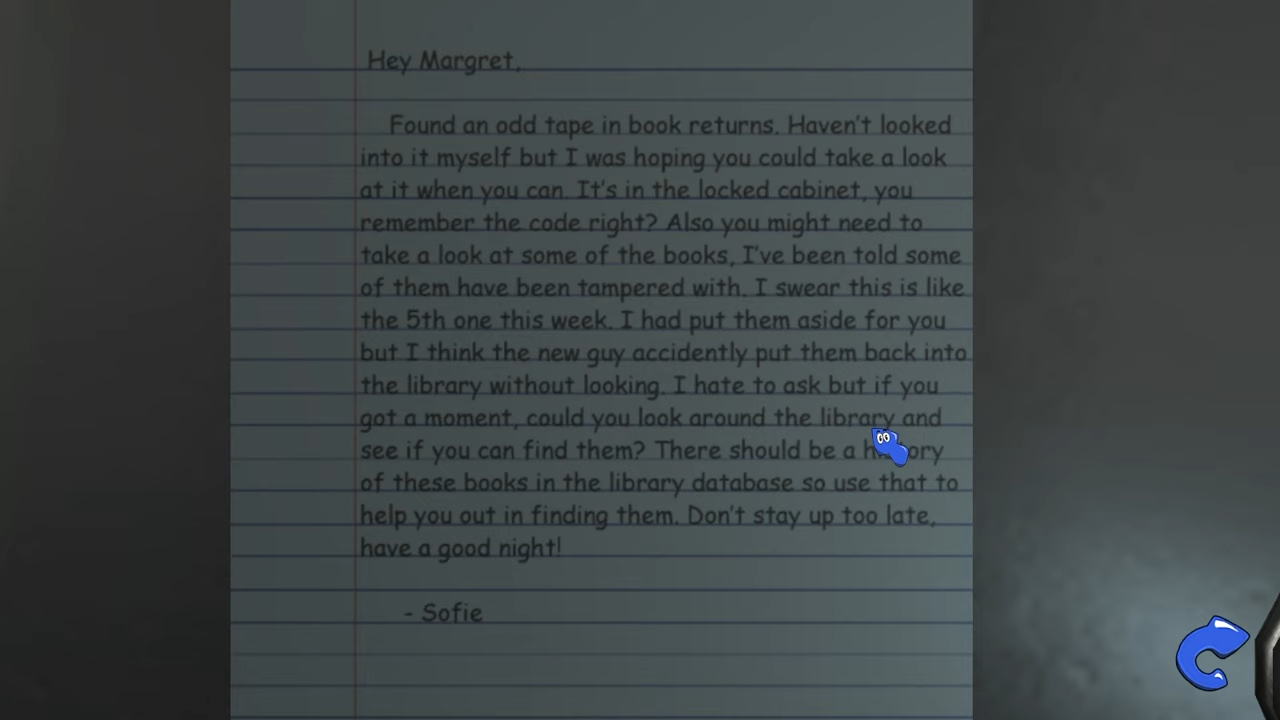 Hey Margret,
Found an odd tape in book returns. Haven't looked
into it myself but I was hoping you could take a look
at it when you can. It's in the locked cabinet, you
remember the code right? Also you might need to
take a look at some of the books, I've been told some
of them have been tampered with. I swear this is like
the 5th one this week. I had put them aside for you
but I think the new guy accidently put them back into
the library without looking. I hate to ask but if you
got a moment, could you look around the library and
see if you can find them? There should be a history
of these books in the library database so use that to
help you out in finding them. Don't stay up too late,
have a good night!
- Sofie